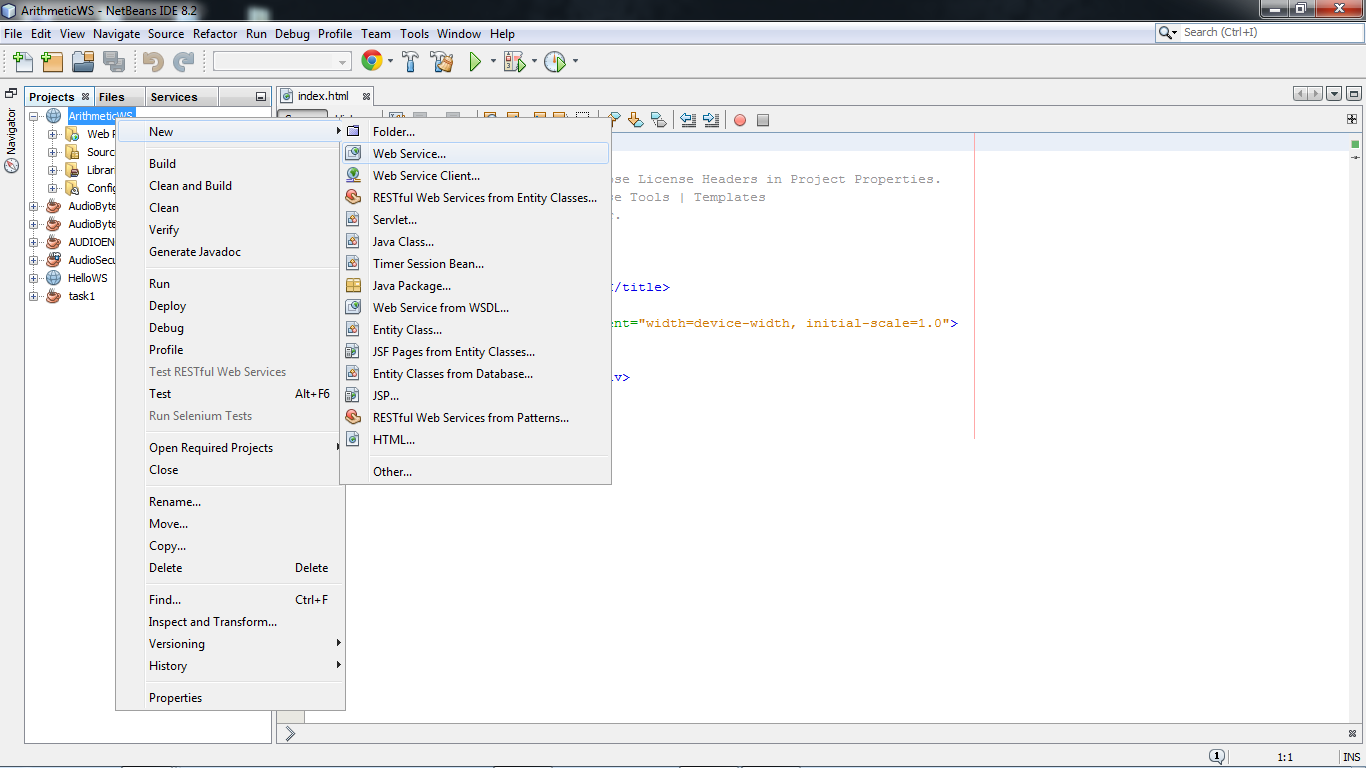 ArithmeticWS - NetBeans IDE 8.2
File Edit View Navigate Source Refactor Run Debug Profile Team Tools Window Help
Search (Ctrl+I)
Projects Files Services
index.html
Navigator
ArithmeticWS
Web
Sourc
Librar
Config
AudioByte
AudioByte
AUDIOEN
AudioSecu
HelloWS
task1
New
Build
Clean and Build
Clean
Verify
Generate Javadoc
Run
Deploy
Debug
Profile
Test RESTful Web Services
Test Alt+F6
Run Selenium Tests
Open Required Projects
Close
Rename...
Move...
Copy...
Delete Delete
Find... Ctrl+F
Inspect and Transform...
Versioning
History
Properties
Folder...
Web Service...
Web Service Client...
RESTful Web Services from Entity Classes...
Servlet...
Java Class...
Timer Session Bean...
Java Package...
Web Service from WSDL...
Entity Class...
JSF Pages from Entity Classes...
Entity Classes from Database...
JSP...
RESTful Web Services from Patterns...
HTML...
Other...
ose License Headers in Project Properties.
se Tools | Templates
r.
/title>
ent="width=device-width, initial-scale=1.0">
v>
1
1:1
INS